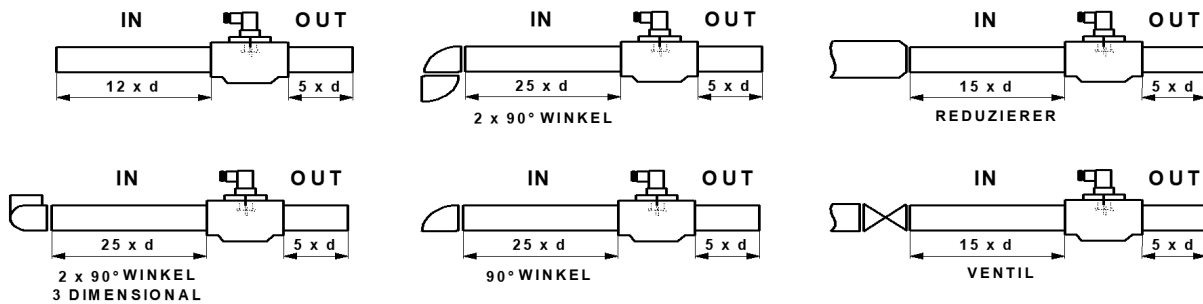 IN OUT
12 x d 5 x d
IN OUT
25 x d 5 x d
2 x 90° WINKEL
IN OUT
15 x d 5 x d
REDUZIERER
IN OUT
25 x d 5 x d
2 x 90° WINKEL
3 DIMENSIONAL
IN OUT
25 x d 5 x d
90° WINKEL
IN OUT
15 x d 5 x d
VENTIL